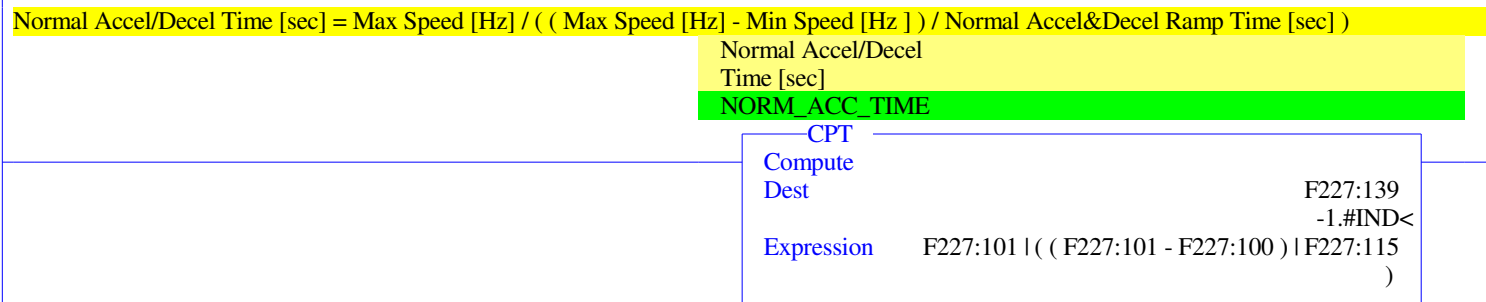 Normal Accel/Decel Time [sec] = Max Speed [Hz] / ( ( Max Speed [Hz] - Min Speed [Hz ] ) / Normal Accel&Decel Ramp Time [sec] )
Normal Accel/Decel
Time [sec]
NORM_ACC_TIME
CPT
Compute
Dest F227:139
-1.#IND<
Expression F227:101 | ( ( F227:101 - F227:100 ) | F227:115
)